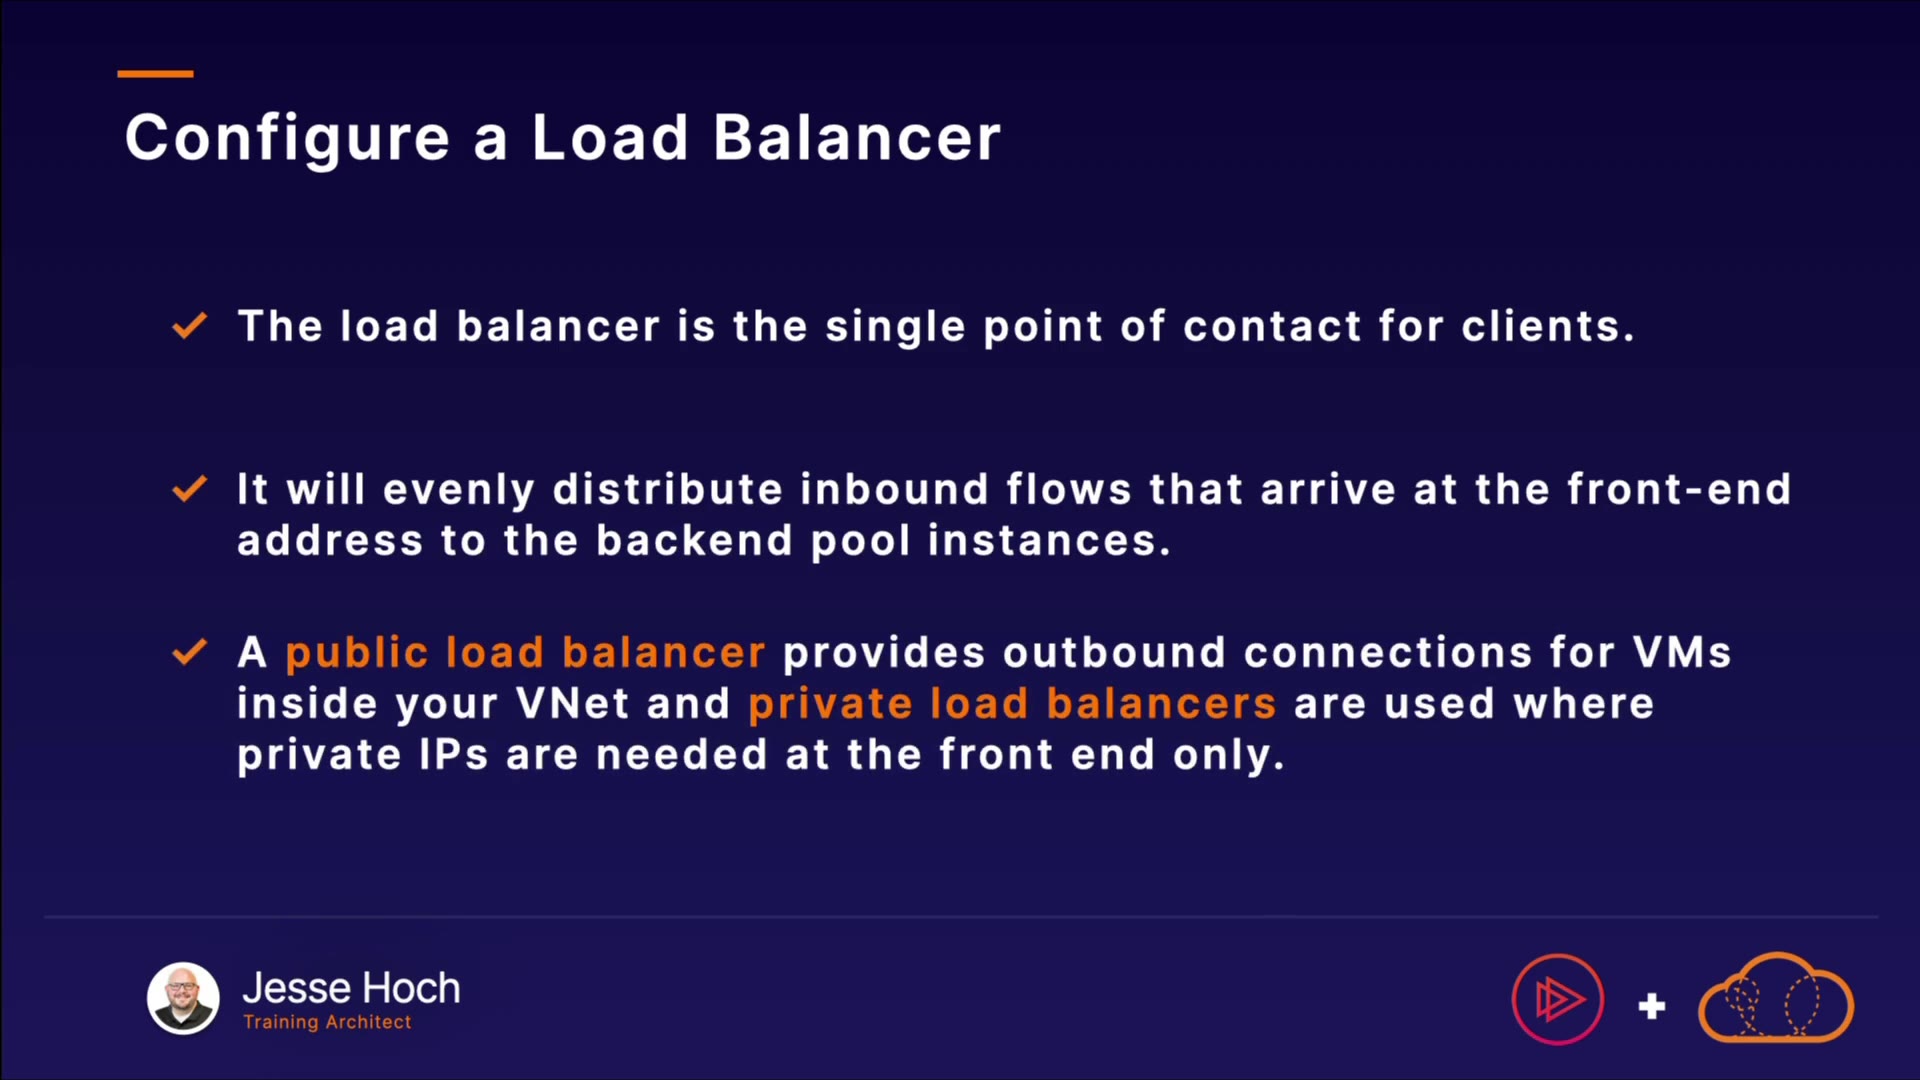 Configure a Load Balancer
The load balancer is the single point of contact for clients.
It will evenly distribute inbound flows that arrive at the front-end
address to the backend pool instances.
A public load balancer provides outbound connections for VMs
inside your VNet and private load balancers are used where
private IPs are needed at the front end only.
Jesse Hoch
Training Architect